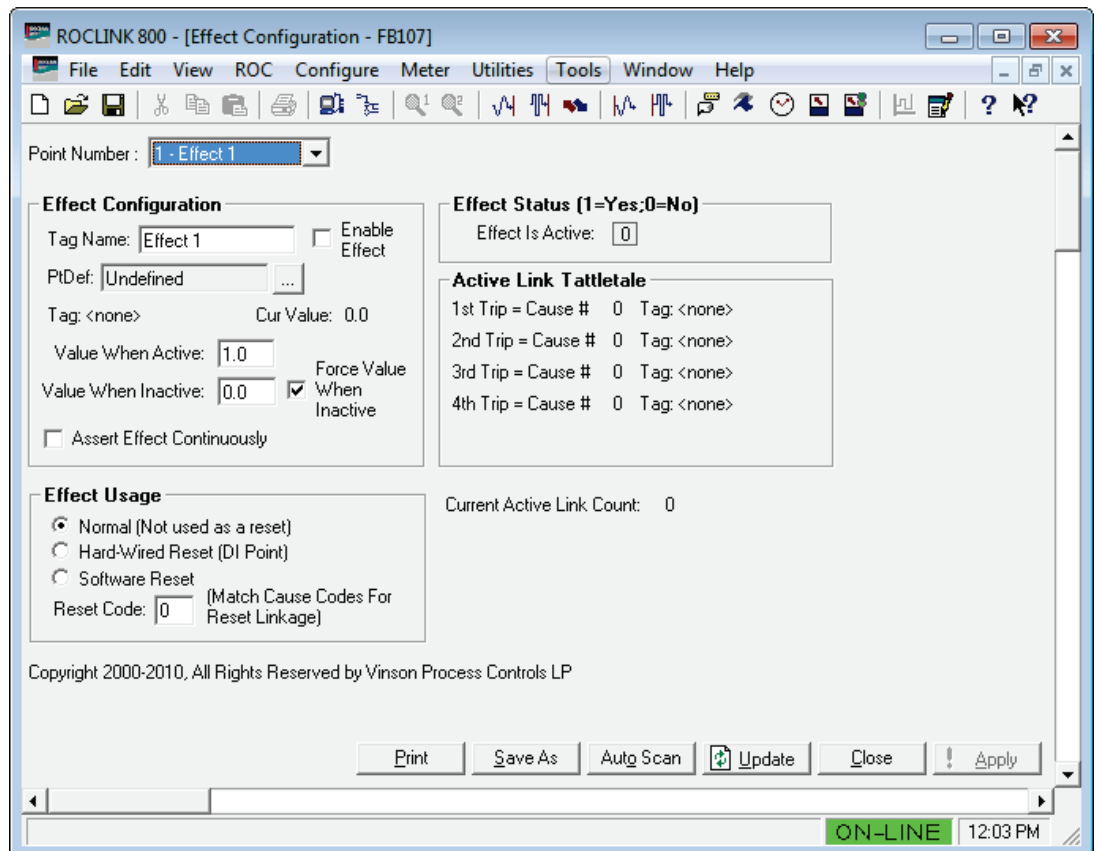 ROCLINK 800 - [Effect Configuration - FB107]
File Edit View ROC Configure Meter Utilities Tools Window Help
Point Number : 1 - Effect 1
Effect Configuration
Tag Name: Effect 1
Enable Effect
PtDef: Undefined ...
Tag: <none> Cur Value: 0.0
Value When Active: 1.0
Value When Inactive: 0.0
Force Value When Inactive
Assert Effect Continuously
Effect Status (1=Yes;0=No)
Effect Is Active: 0
Active Link Tattletale
1st Trip = Cause # 0 Tag: <none>
2nd Trip = Cause # 0 Tag: <none>
3rd Trip = Cause # 0 Tag: <none>
4th Trip = Cause # 0 Tag: <none>
Effect Usage
Normal (Not used as a reset)
Hard-Wired Reset (DI Point)
Software Reset
Reset Code: 0
(Match Cause Codes For
Reset Linkage)
Current Active Link Count: 0
Copyright 2000-2010, All Rights Reserved by Vinson Process Controls LP
Print Save As Auto Scan Update Close ! Apply
ON-LINE 12:03 PM